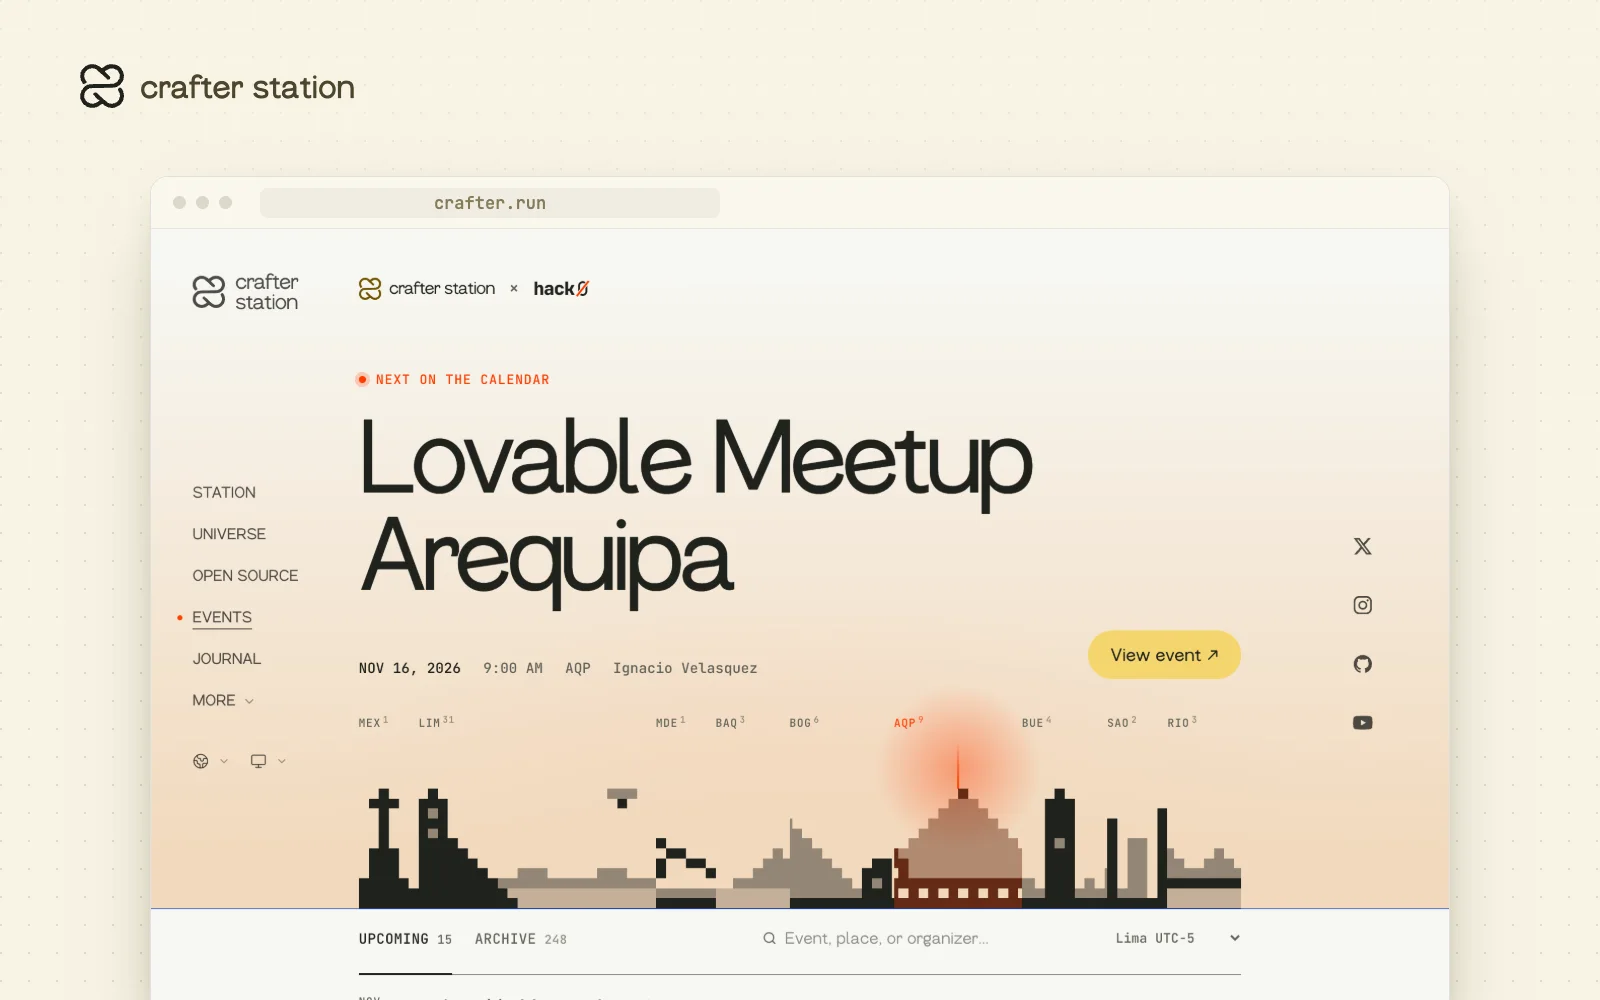 crafter station
crafter.run
crafter
station
crafter station × hack0
NEXT ON THE CALENDAR
Lovable Meetup
Arequipa
STATION
UNIVERSE
OPEN SOURCE
EVENTS
JOURNAL
MORE
NOV 16, 2026 9:00 AM AQP Ignacio Velasquez
View event ↗
MEX 1 LIM 31 MDE 1 BAQ 3 BOG 6 AQP 9 BUE 4 SAO 2 RIO 3
UPCOMING 15 ARCHIVE 248 Event, place, or organizer... Lima UTC-5